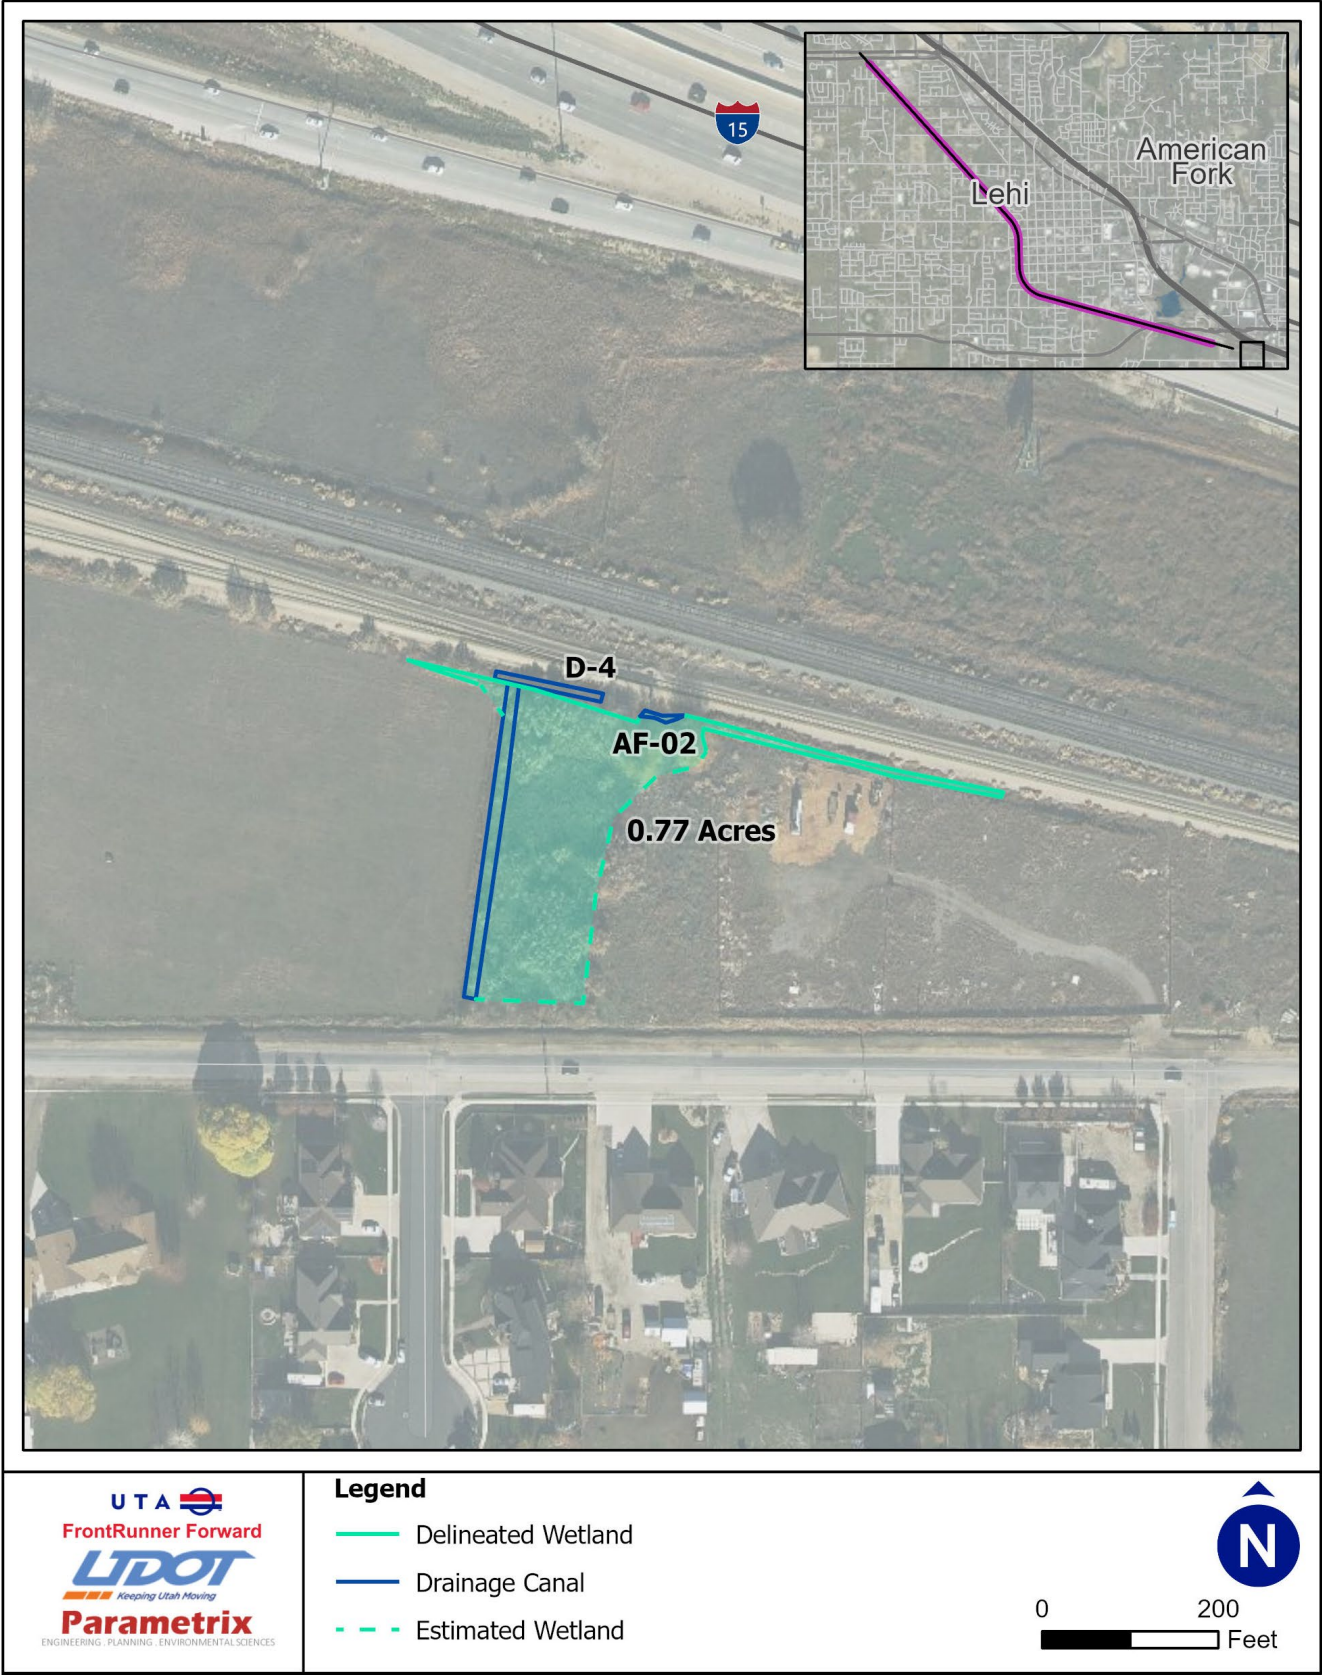 15
American
Fork
Lehi
D-4
AF-02
0.77 Acres
UTA
FrontRunner Forward
UDOT
Keeping Utah Moving
Parametrix
ENGINEERING . PLANNING . ENVIRONMENTAL SCIENCES
Legend
Delineated Wetland
Drainage Canal
Estimated Wetland
N
0 200
Feet